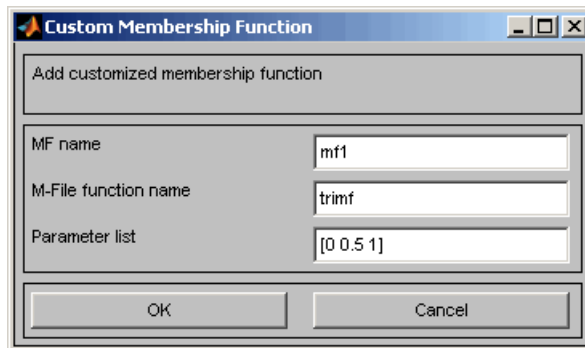 Custom Membership Function
Add customized membership function
MF name
mf1
M-File function name
trimf
Parameter list
[0 0.5 1]
OK
Cancel